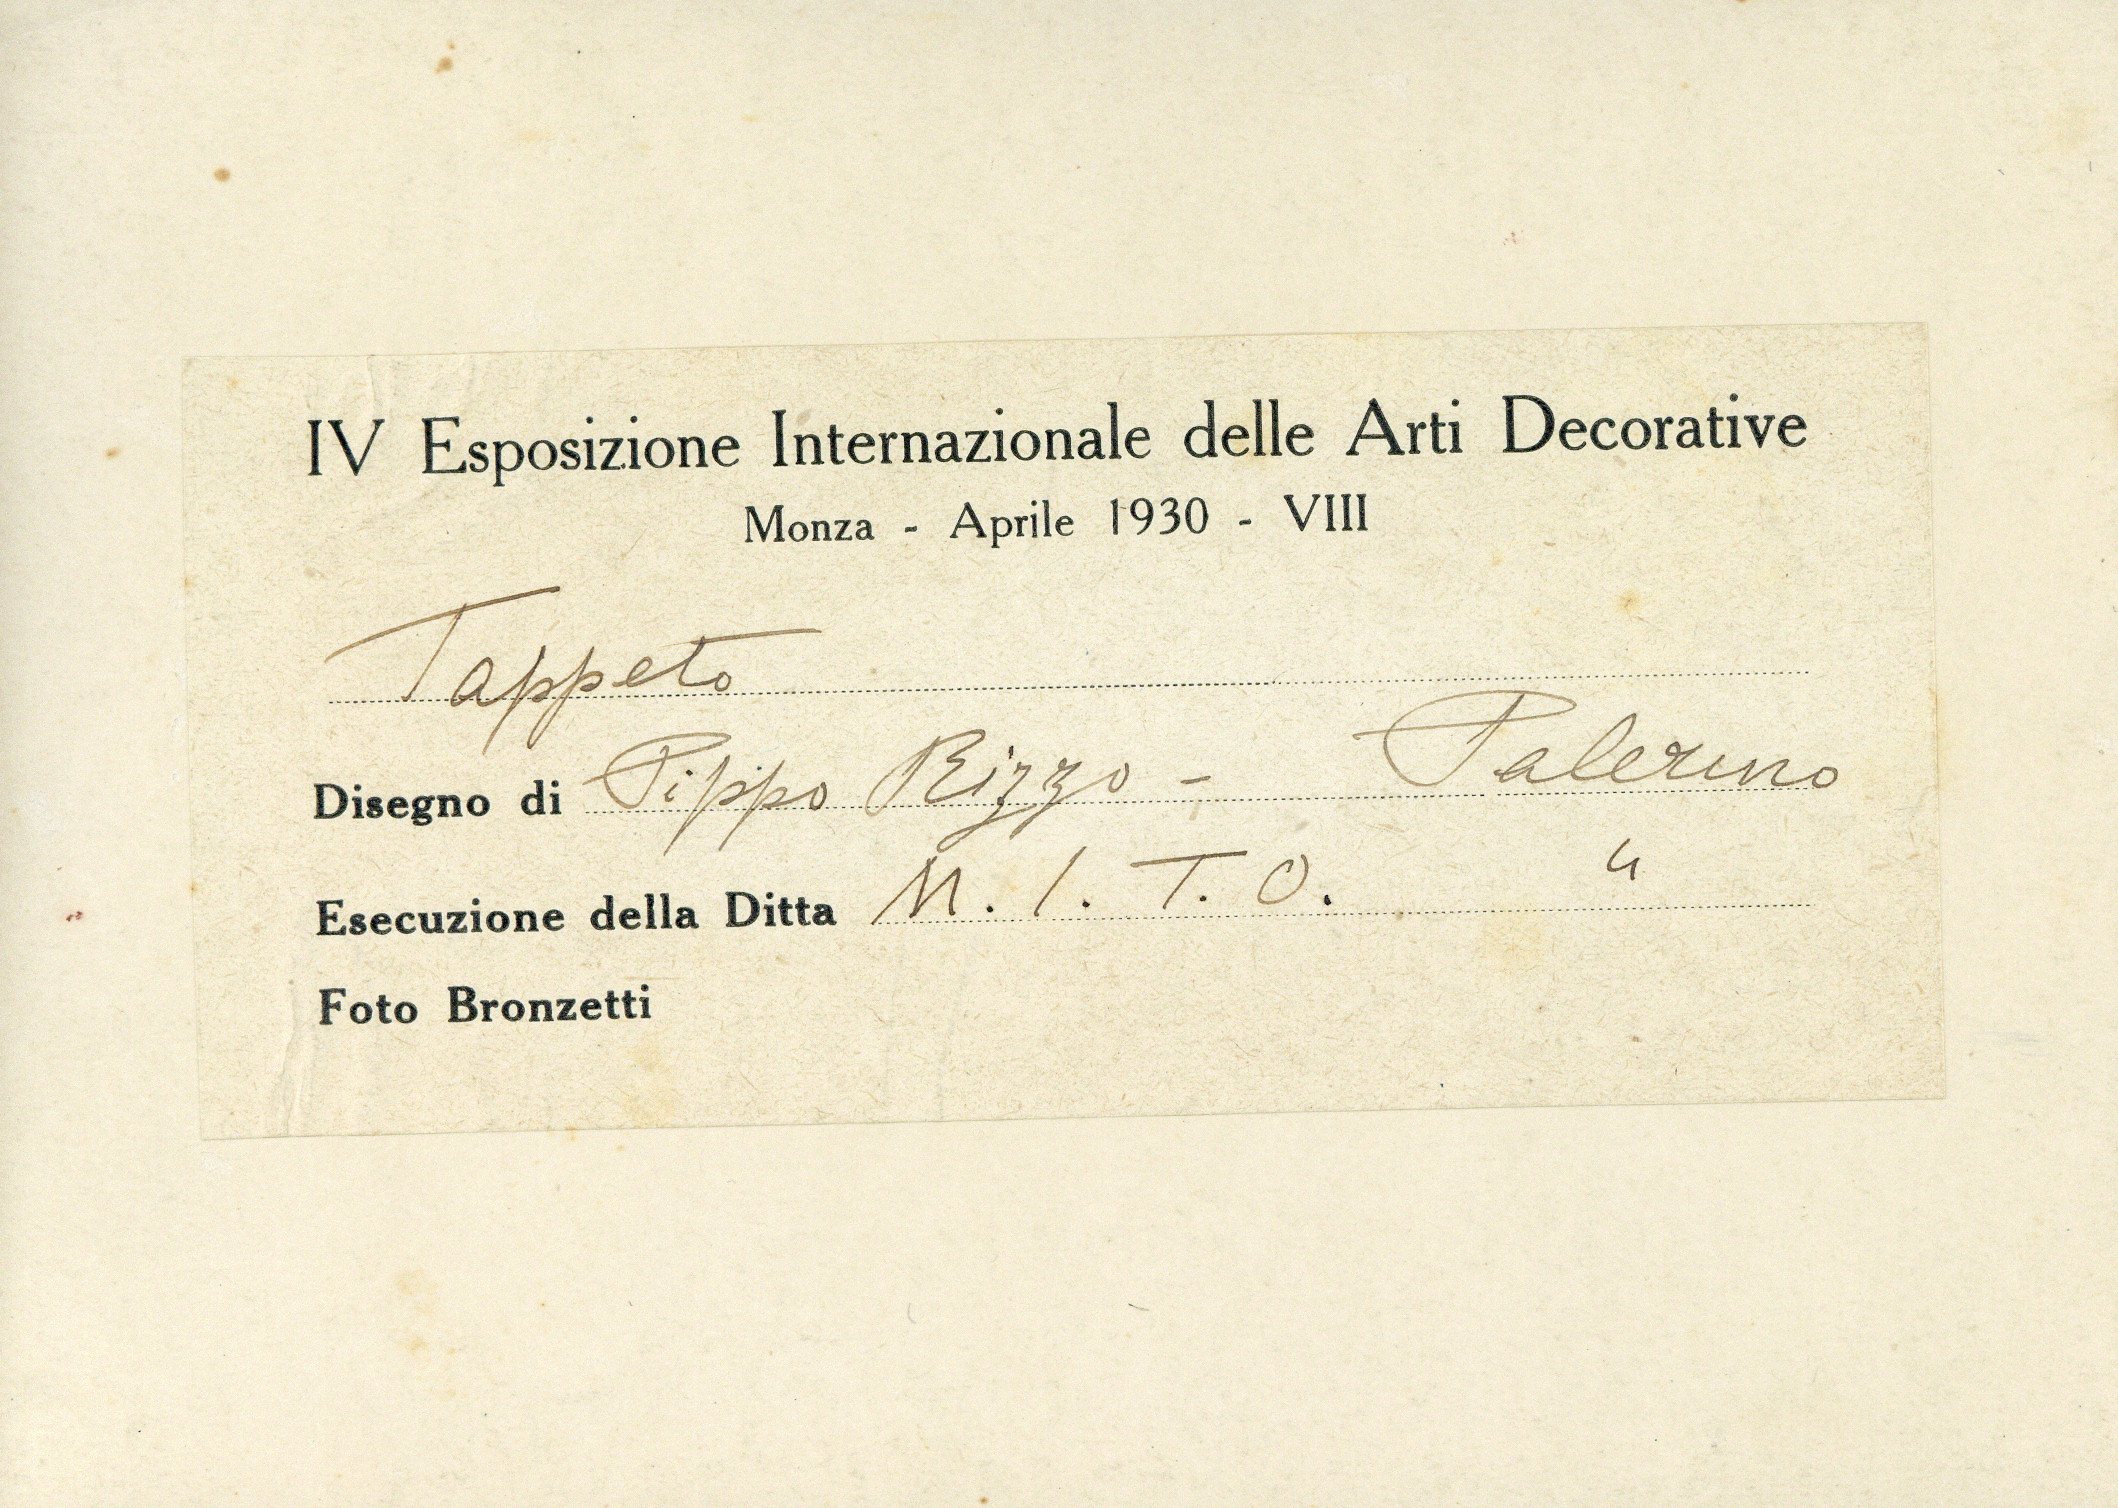 IV Esposizione Internazionale delle Arti Decorative
Monza - Aprile 1930 - VIII
Tappeto
Disegno di Pippo Rizzo - Palermo
Esecuzione della Ditta M. I. T. O. "
Foto Bronzetti